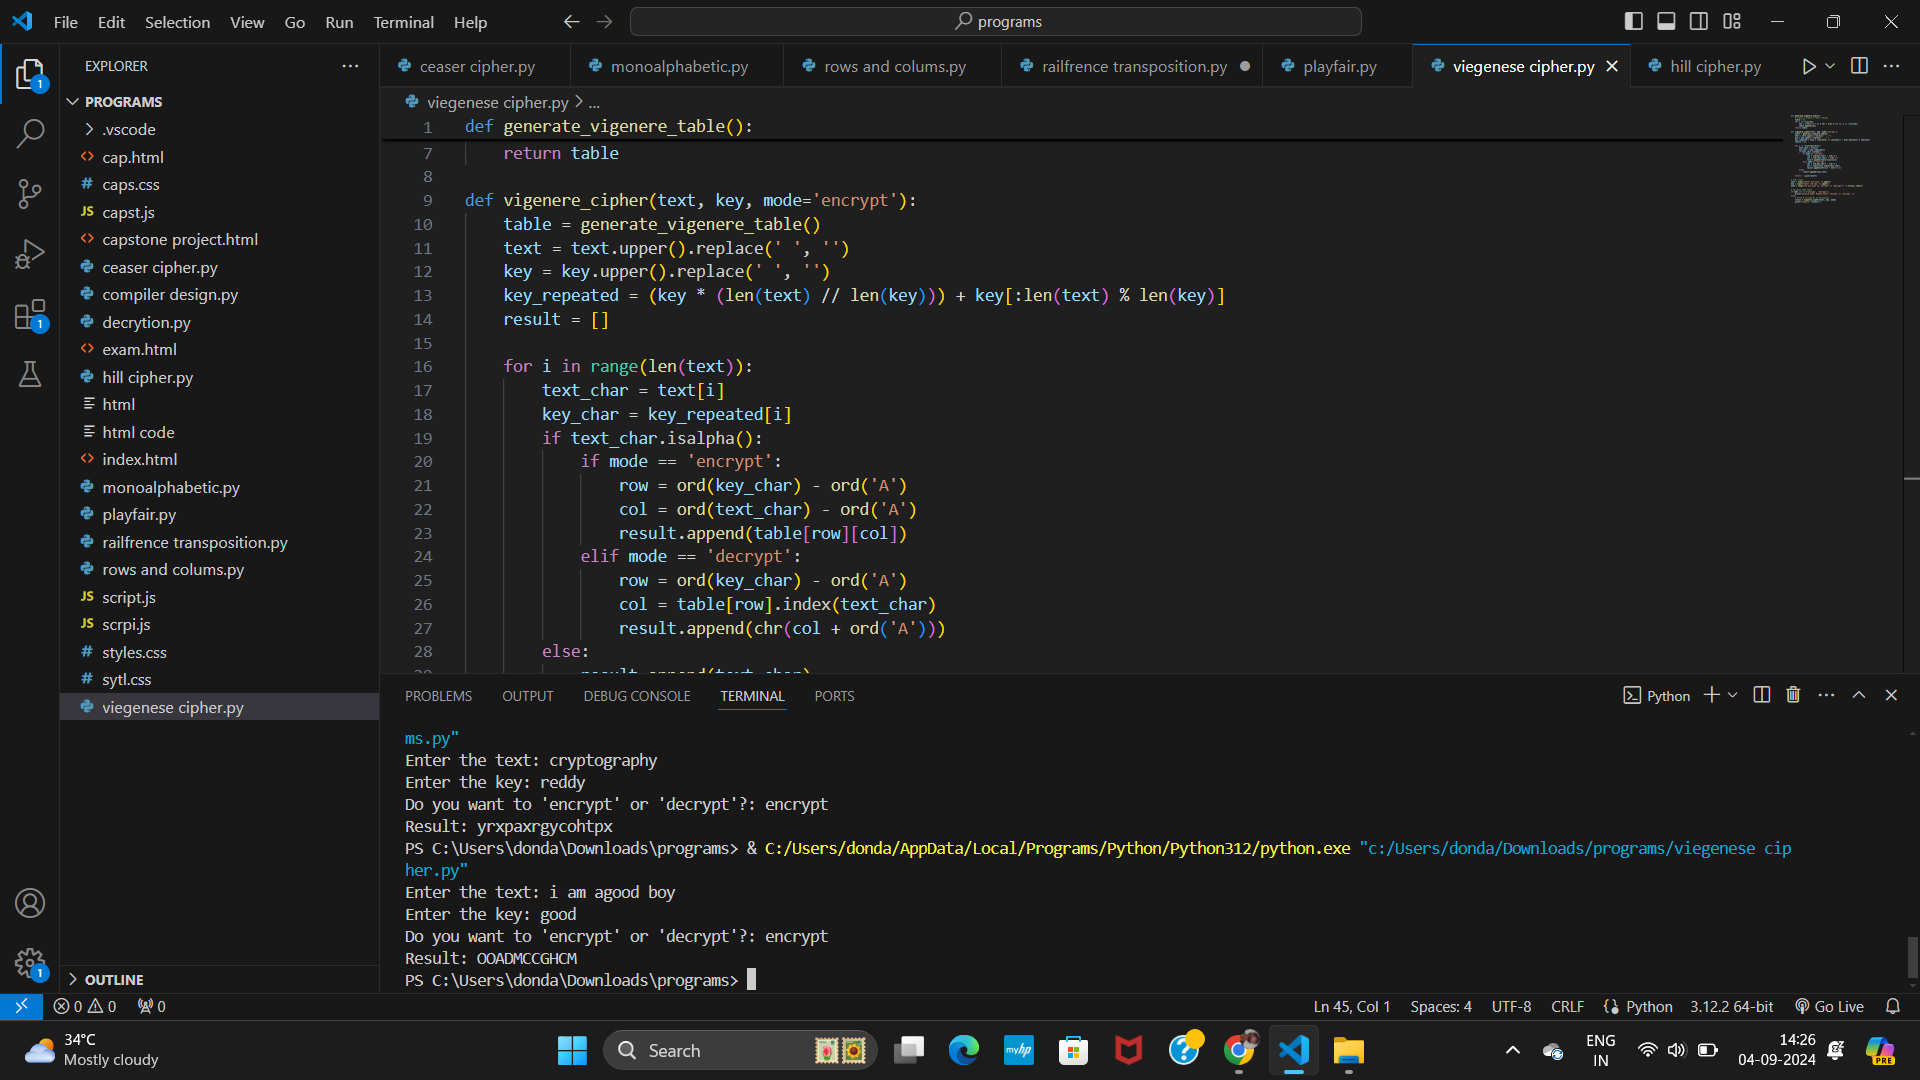 File Edit Selection View Go Run Terminal Help
programs
EXPLORER
PROGRAMS
.vscode
cap.html
caps.css
capst.js
capstone project.html
ceaser cipher.py
compiler design.py
decrytion.py
exam.html
hill cipher.py
html
html code
index.html
monoalphabetic.py
playfair.py
railfrence transposition.py
rows and colums.py
script.js
scrpi.js
styles.css
sytl.css
viegenese cipher.py
OUTLINE
ceaser cipher.py monoalphabetic.py rows and colums.py railfrence transposition.py playfair.py viegenese cipher.py hill cipher.py
viegenese cipher.py > ...
1 def generate_vigenere_table():
7 return table
8
9 def vigenere_cipher(text, key, mode='encrypt'):
10 table = generate_vigenere_table()
11 text = text.upper().replace(' ', '')
12 key = key.upper().replace(' ', '')
13 key_repeated = (key * (len(text) // len(key))) + key[:len(text) % len(key)]
14 result = []
15
16 for i in range(len(text)):
17 text_char = text[i]
18 key_char = key_repeated[i]
19 if text_char.isalpha():
20 if mode == 'encrypt':
21 row = ord(key_char) - ord('A')
22 col = ord(text_char) - ord('A')
23 result.append(table[row][col])
24 elif mode == 'decrypt':
25 row = ord(key_char) - ord('A')
26 col = table[row].index(text_char)
27 result.append(chr(col + ord('A')))
28 else:
PROBLEMS OUTPUT DEBUG CONSOLE TERMINAL PORTS
Python
ms.py"
Enter the text: cryptography
Enter the key: reddy
Do you want to 'encrypt' or 'decrypt'?: encrypt
Result: yrxpaxrgycohtpx
PS C:\Users\donda\Downloads\programs> & C:/Users/donda/AppData/Local/Programs/Python/Python312/python.exe "c:/Users/donda/Downloads/programs/viegenese cip
her.py"
Enter the text: i am agood boy
Enter the key: good
Do you want to 'encrypt' or 'decrypt'?: encrypt
Result: OOADMCCGHCM
PS C:\Users\donda\Downloads\programs>
0 0 0
Ln 45, Col 1 Spaces: 4 UTF-8 CRLF Python 3.12.2 64-bit Go Live
34°C
Mostly cloudy
Search
myhp
ENG
IN
14:26
04-09-2024
PRE